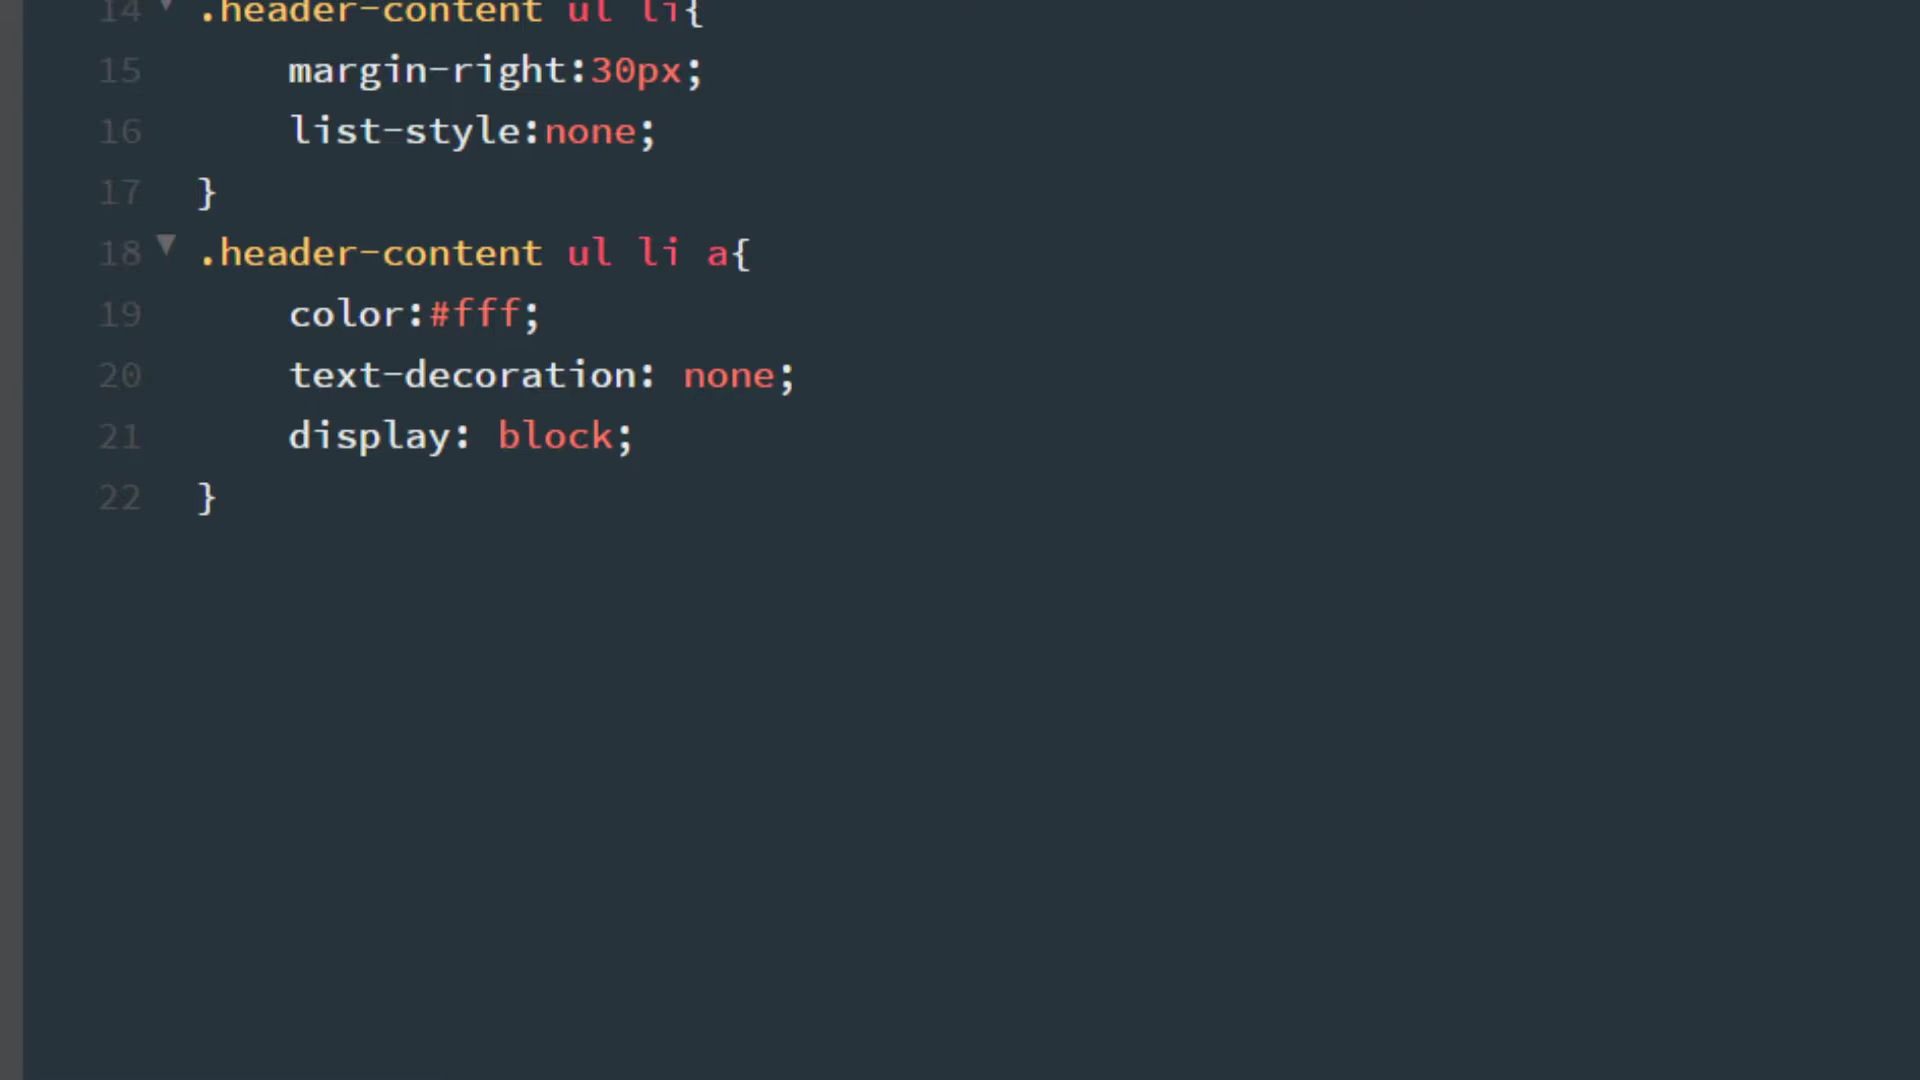 14 ▼ .header-content ul li{
15     margin-right:30px;
16     list-style:none;
17 }
18 ▼ .header-content ul li a{
19     color:#fff;
20     text-decoration: none;
21     display: block;
22 }